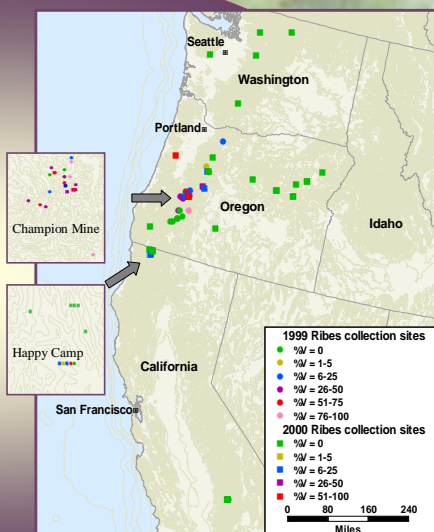 Seattle
Washington
Portland
Champion Mine
Oregon
Idaho
Happy Camp
California
San Francisco
1999 Ribes collection sites
%V = 0
%V = 1-5
%V = 6-25
%V = 26-50
%V = 51-75
%V = 76-100
2000 Ribes collection sites
%V = 0
%V = 1-5
%V = 6-25
%V = 26-50
%V = 51-100
0 80 160 240
Miles